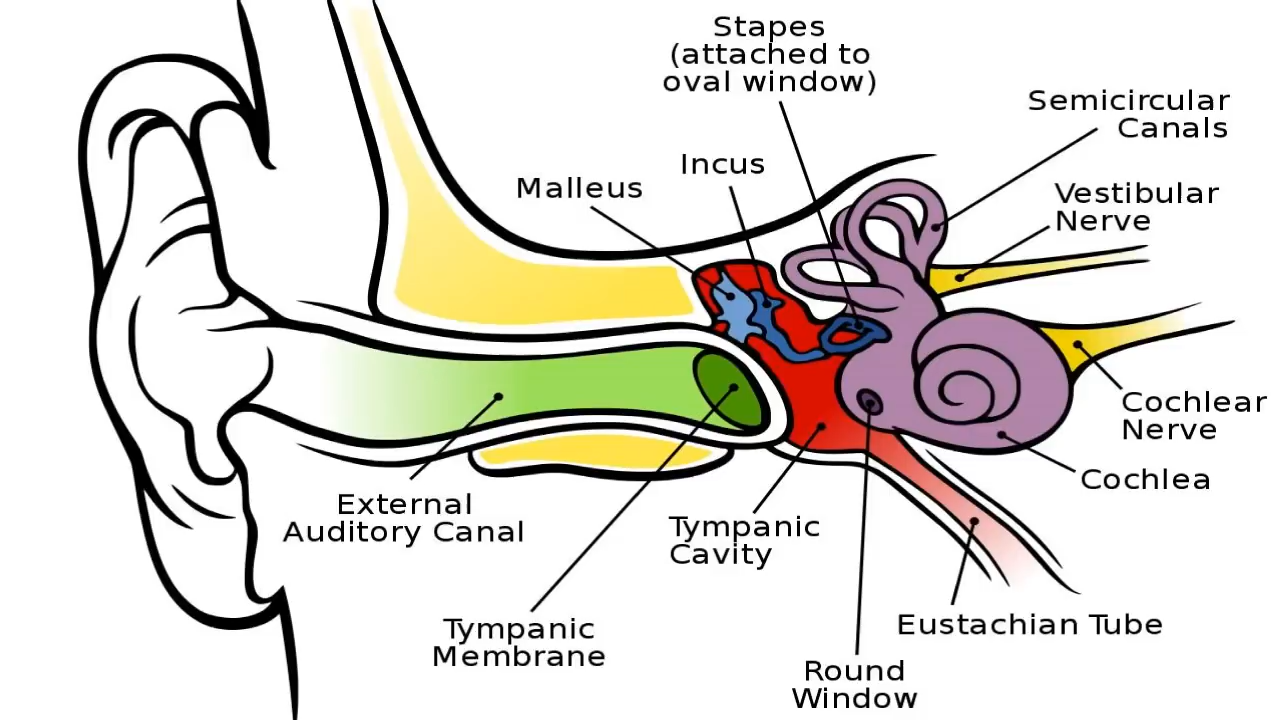 Stapes
(attached to
oval window)
Semicircular
Canals
Incus
Malleus
Vestibular
Nerve
Cochlear
Nerve
Cochlea
External
Auditory Canal
Tympanic
Cavity
Eustachian Tube
Tympanic
Membrane
Round
Window